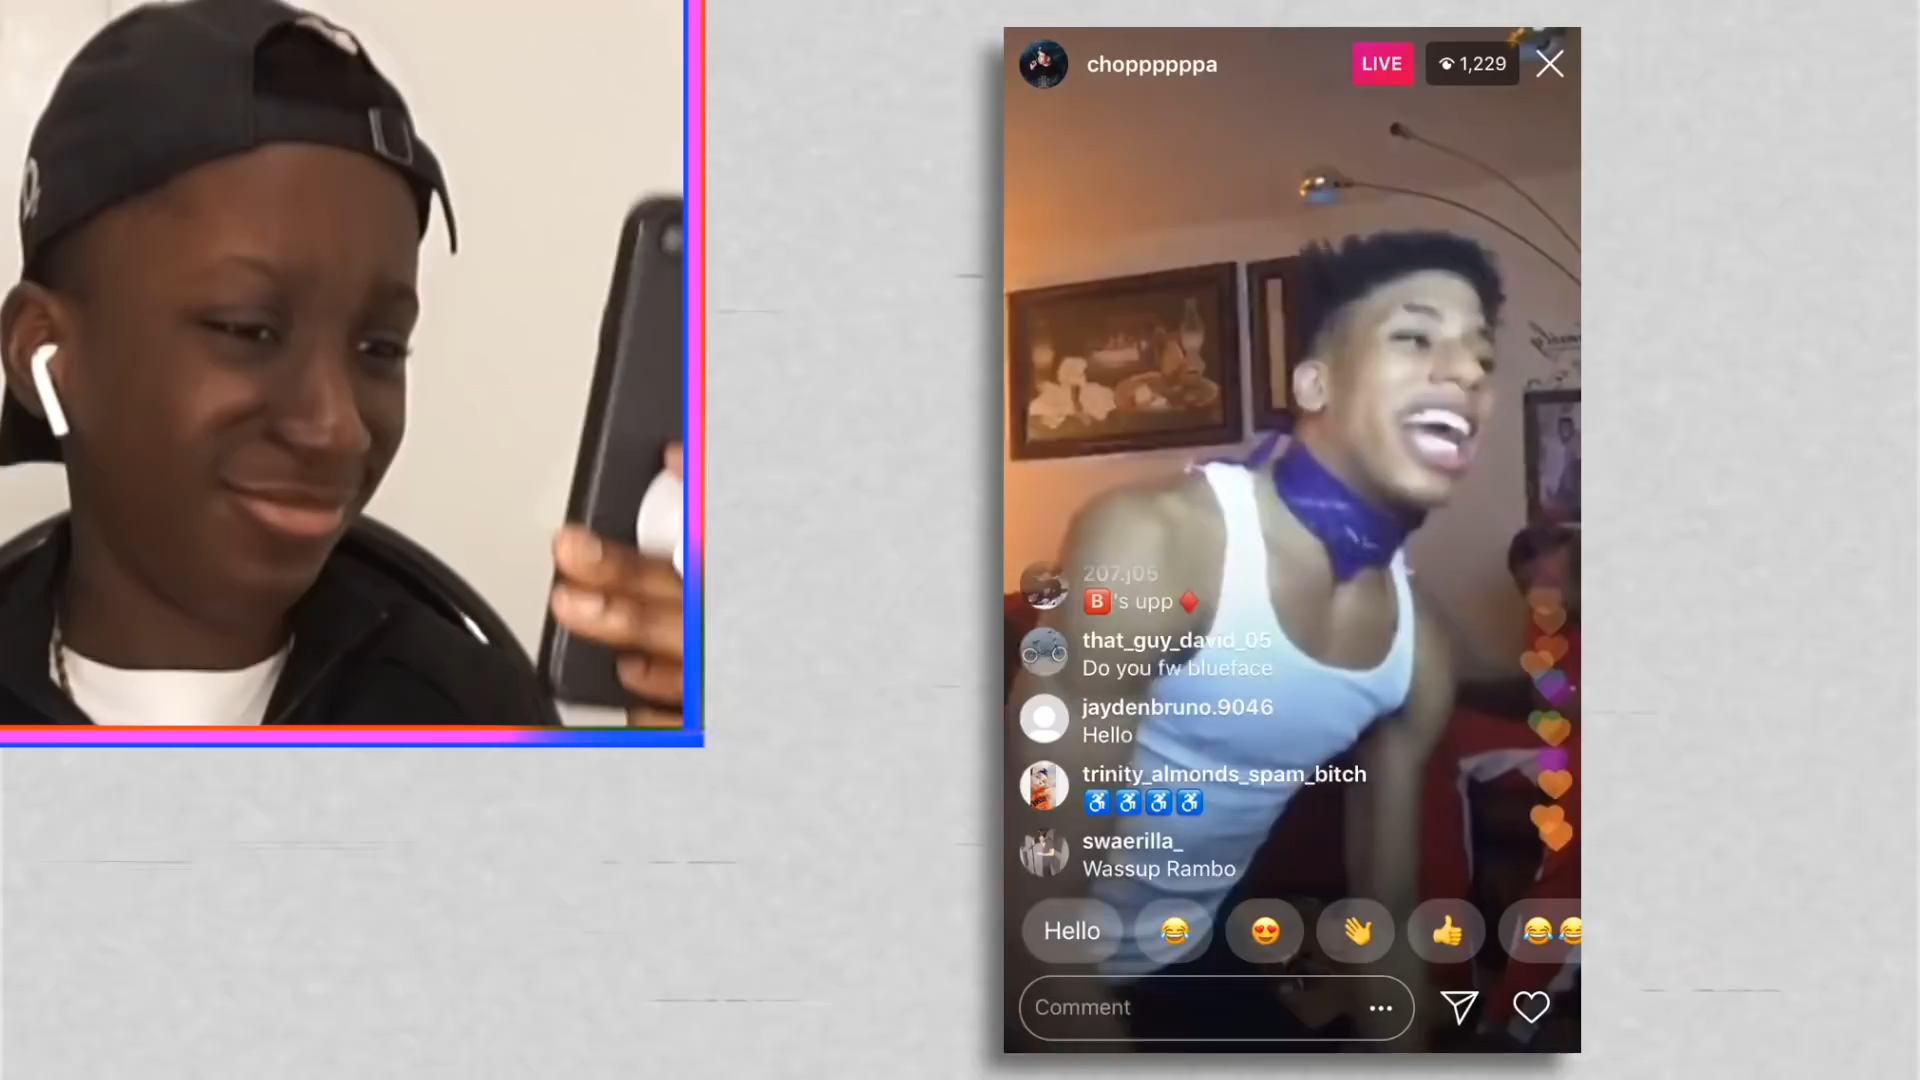 choppppppa
LIVE
1,229
207.j05
B's upp
that_guy_david_05
Do you fw blueface
jaydenbruno.9046
Hello
trinity_almonds_spam_bitch
swaerilla_
Wassup Rambo
Hello
Comment